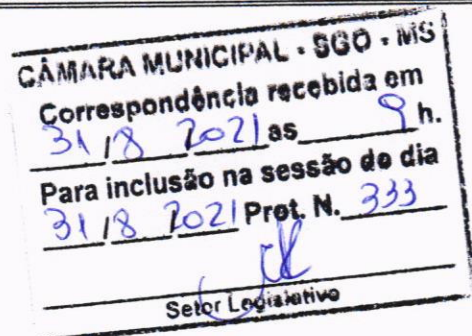 CÂMARA MUNICIPAL - SGO - MS
Correspondência recebida em
31/8 2021 as 9 h.
Para inclusão na sessão do dia
31/8 2021 Prot. N. 333
Setor Legislativo